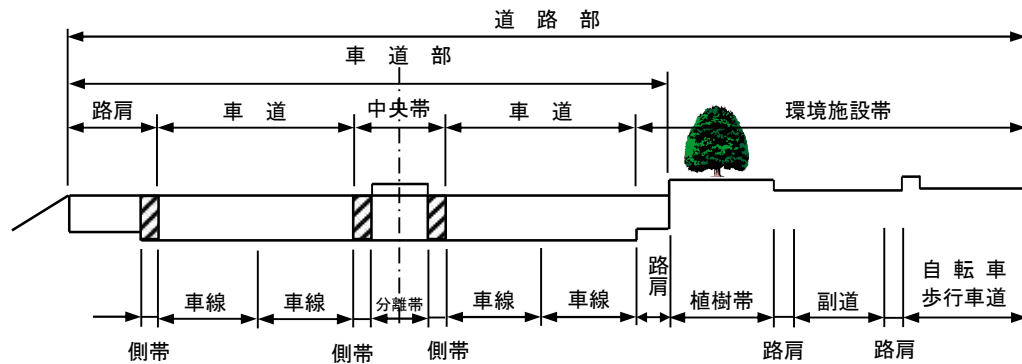 道 路 部
車 道 部
路肩 車 道 中央帯 車 道 環境施設帯
車線 車線 分離帯 車線 車線 路肩 植樹帯 副道 自 転 車
歩行車道
側帯 側帯 側帯 路肩 路肩